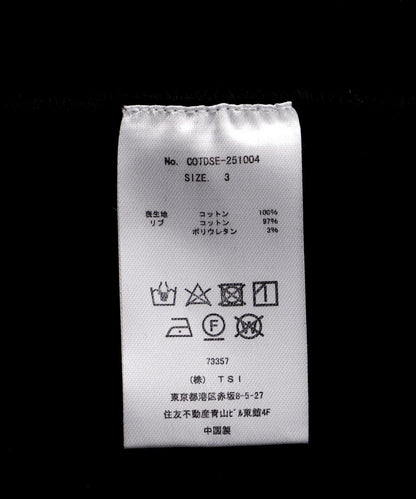 No. COTDSE-251004
SIZE. 3
表生地 コットン 100%
リブ コットン 97%
ポリウレタン 3%
F
W
73357
(株) TSI
東京都港区赤坂8-5-27
住友不動産青山ビル東館4F
中国製